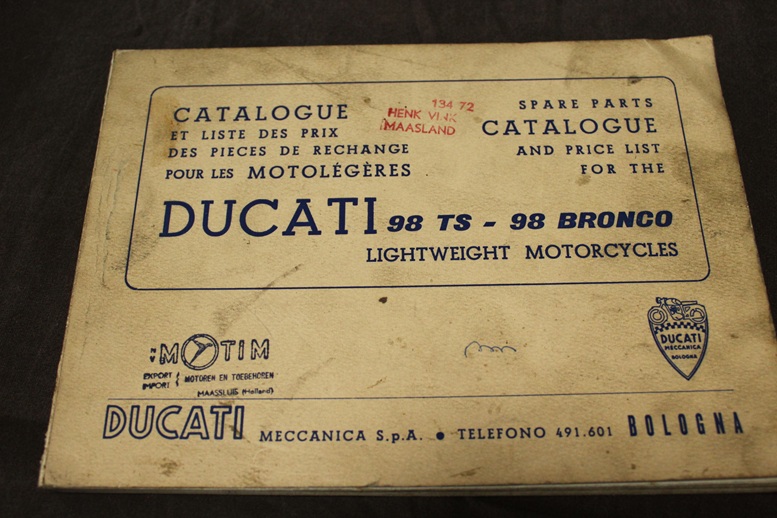 CATALOGUE
ET LISTE DES PRIX
DES PIECES DE RECHANGE
POUR LES MOTOLÉGÈRES
134 72
HENK VINK
MAASLAND
SPARE PARTS
CATALOGUE
AND PRICE LIST
FOR THE
DUCATI 98 TS - 98 BRONCO
LIGHTWEIGHT MOTORCYCLES
NV MOTIM
EXPORT
IMPORT
MOTOREN EN TOEBEHOREN
MAASSLUIS (Holland)
DUCATI
MECCANICA
BOLOGNA
DUCATI MECCANICA S.p.A. • TELEFONO 491.601 BOLOGNA